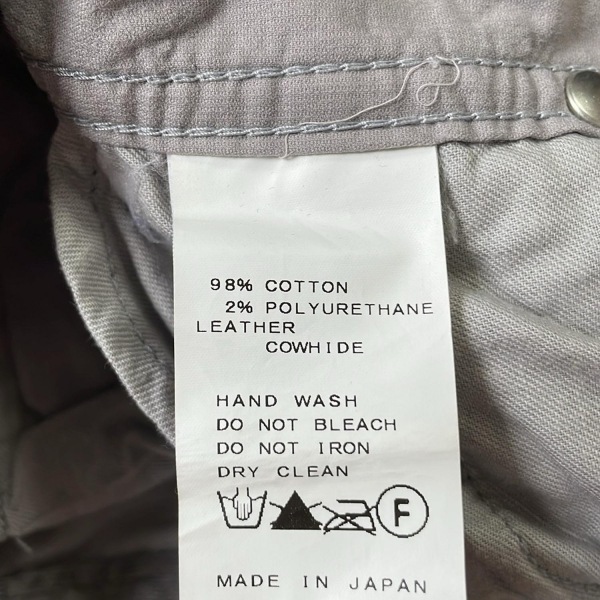 98% COTTON
2% POLYURETHANE
LEATHER
COWHIDE
HAND WASH
DO NOT BLEACH
DO NOT IRON
DRY CLEAN
F
MADE IN JAPAN